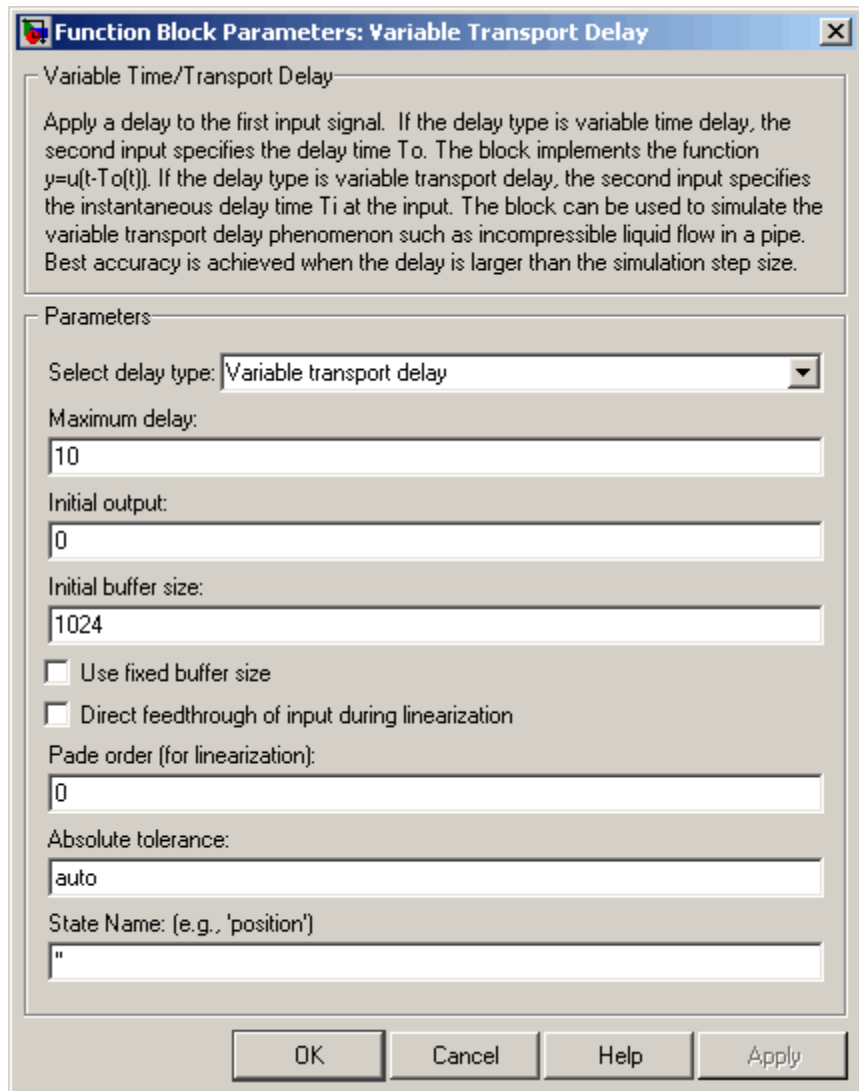 Function Block Parameters: Variable Transport Delay
Variable Time/Transport Delay
Apply a delay to the first input signal.  If the delay type is variable time delay, the
second input specifies the delay time To. The block implements the function
y=u(t-To(t)). If the delay type is variable transport delay, the second input specifies
the instantaneous delay time Ti at the input. The block can be used to simulate the
variable transport delay phenomenon such as incompressible liquid flow in a pipe.
Best accuracy is achieved when the delay is larger than the simulation step size.
Parameters
Select delay type: Variable transport delay
Maximum delay:
10
Initial output:
0
Initial buffer size:
1024
Use fixed buffer size
Direct feedthrough of input during linearization
Pade order (for linearization):
0
Absolute tolerance:
auto
State Name: (e.g., 'position')
''
OK Cancel Help Apply